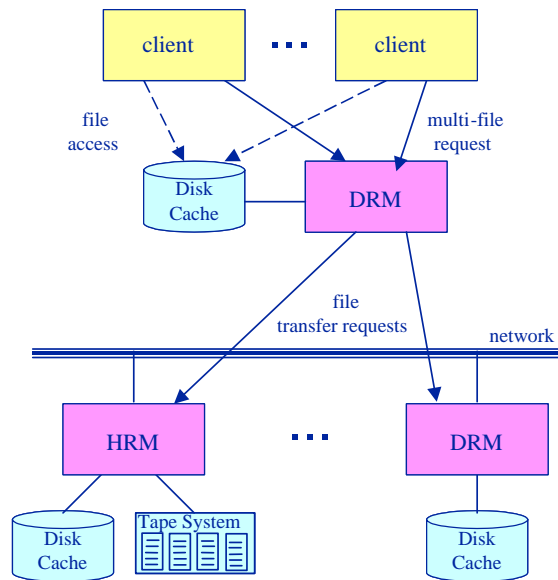 client
client
file
access
multi-file
request
Disk
Cache
DRM
file
transfer requests
network
HRM
DRM
Disk
Cache
Tape System
Disk
Cache